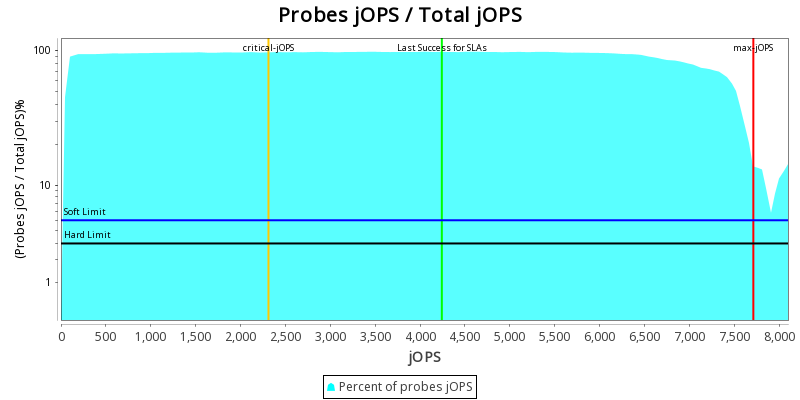 Probes jOPS / Total jOPS
(Probes jOPS / Total jOPS)%
100
10
1
critical-jOPS
Last Success for SLAs
max-jOPS
Soft Limit
Hard Limit
0
500
1,000
1,500
2,000
2,500
3,000
3,500
4,000
4,500
5,000
5,500
6,000
6,500
7,000
7,500
8,000
jOPS
Percent of probes jOPS